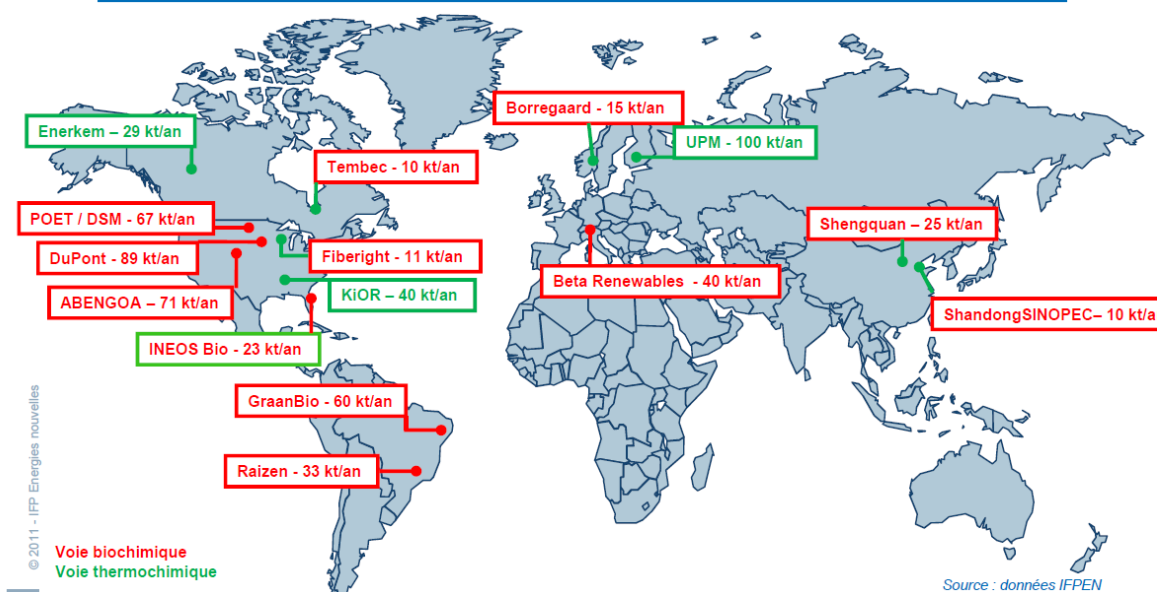 Borregaard - 15 kt/an
Enerkem – 29 kt/an
UPM - 100 kt/an
Tembec - 10 kt/an
POET / DSM - 67 kt/an
Shengquan – 25 kt/an
DuPont - 89 kt/an
Fiberight - 11 kt/an
Beta Renewables - 40 kt/an
ABENGOA – 71 kt/an
KiOR – 40 kt/an
ShandongSINOPEC– 10 kt/a
INEOS Bio - 23 kt/an
GraanBio - 60 kt/an
Raizen - 33 kt/an
© 2011 - IFP Energies nouvelles
Voie biochimique
Voie thermochimique
Source : données IFPEN